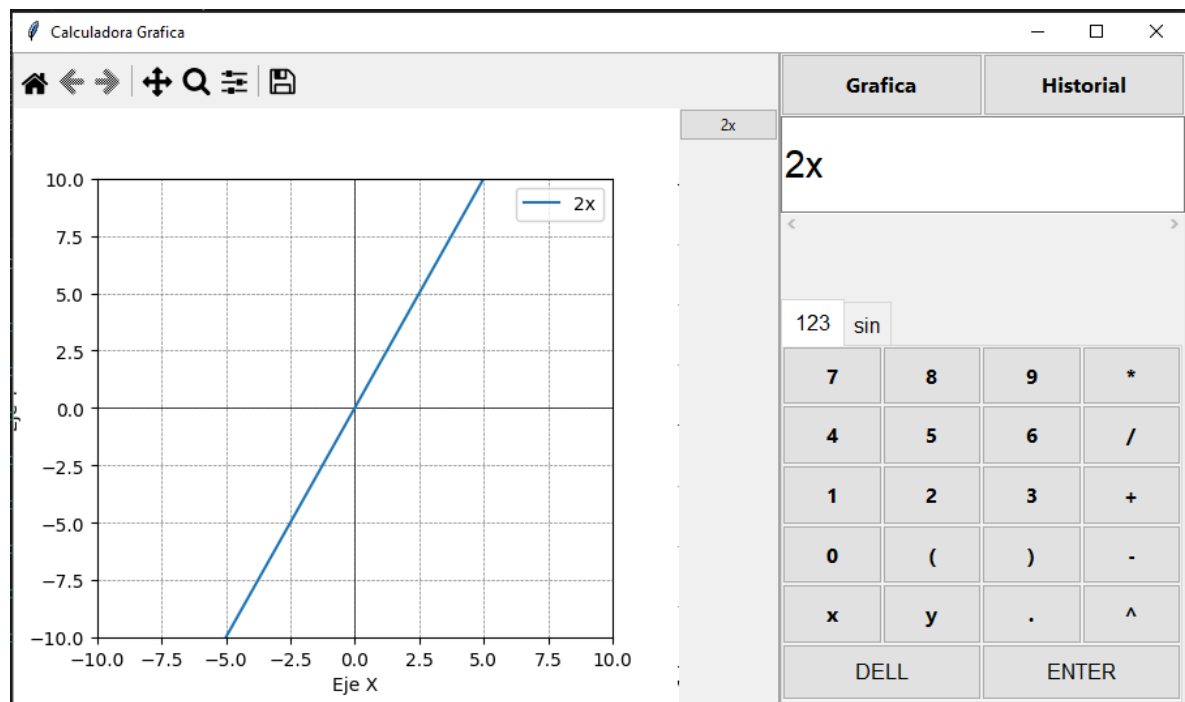 Calculadora Grafica
Grafica Historial
2x
2x
2x
10.0
7.5
5.0
2.5
0.0
−2.5
−5.0
−7.5
−10.0
−10.0 −7.5 −5.0 −2.5 0.0 2.5 5.0 7.5 10.0
Eje X
123 sin
7 8 9 *
4 5 6 /
1 2 3 +
0 ( ) -
x y . ^
DELL ENTER